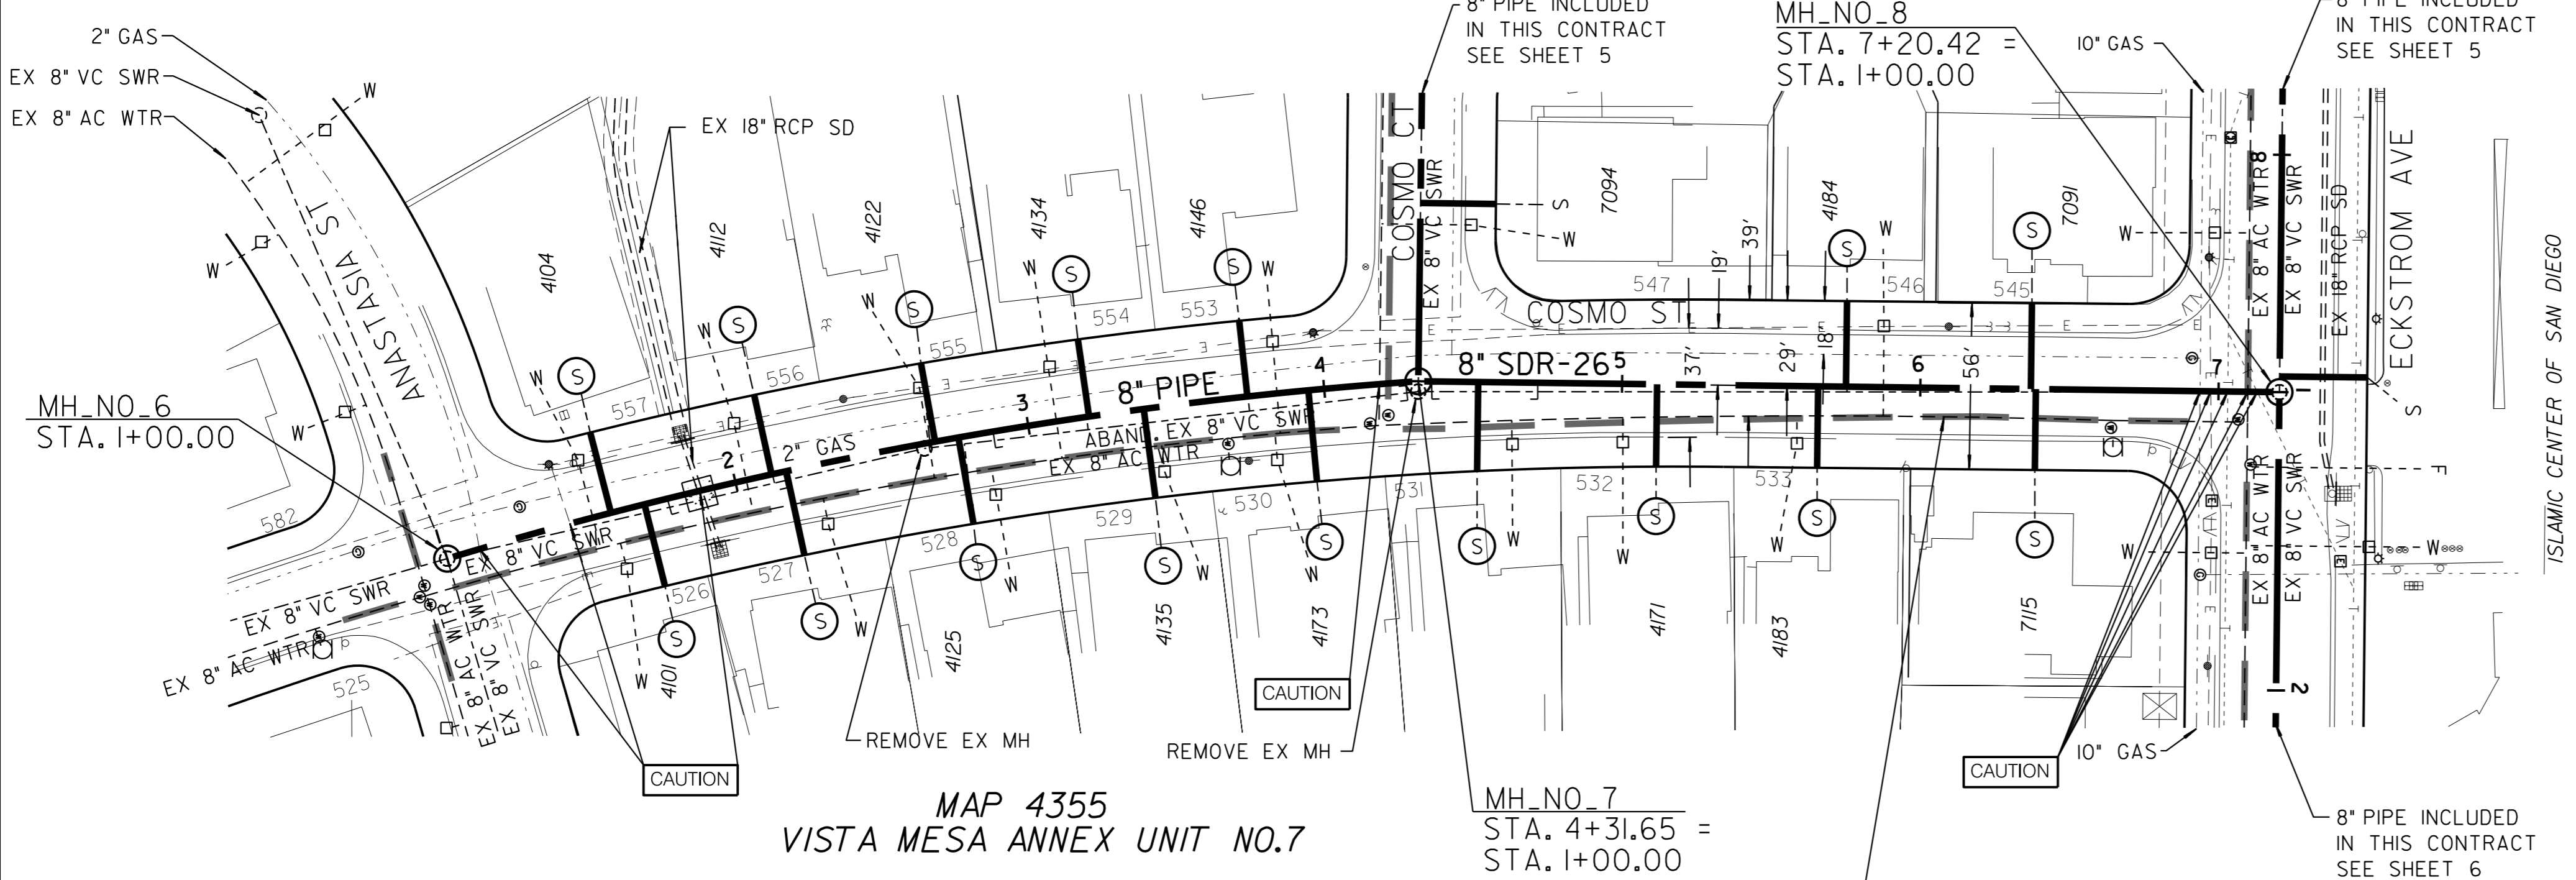 2" GAS
EX 8" VC SWR
EX 8" AC WTR
W
W
ANASTASIA ST
EX 18" RCP SD
8" PIPE INCLUDED
IN THIS CONTRACT
SEE SHEET 5
MH_NO_8
STA. 7+20.42 =
STA. 1+00.00
10" GAS
8" PIPE INCLUDED
IN THIS CONTRACT
SEE SHEET 5
4104
4112
4122
4134
4146
COSMO CT
EX 8" VC SWR
S
W
7094
4184
7091
W
EX 8" AC WTR
8
EX 8" VC SWR
EX 18" RCP SD
ECKSTROM AVE
ISLAMIC CENTER OF SAN DIEGO
W
S
W
S
W
S
W
S
S
W
S
W
S
557
556
555
554
553
547
546
545
39'
19'
COSMO ST
37'
29'
18'
56'
MH_NO_6
STA. 1+00.00
W
582
2
2" GAS
3
8" PIPE
4
8" SDR-26
5
6
7
1
S
ABAND. EX 8" VC SWR
EX 8" AC WTR
EX 8" VC SWR
EX 8" VC SWR
EX 8" AC WTR
EX 8" AC WTR
EX 8" VC SWR
525
526
527
528
529
530
531
532
533
W
S
S
W
S
W
S
W
S
W
S
W
S
W
S
W
S
W
EX 8" AC WTR
EX 8" VC SWR
F
W
4101
4125
4135
4173
4171
4183
7115
2
CAUTION
REMOVE EX MH
CAUTION
REMOVE EX MH
CAUTION
10" GAS
MAP 4355
VISTA MESA ANNEX UNIT NO.7
MH_NO_7
STA. 4+31.65 =
STA. 1+00.00
8" PIPE INCLUDED
IN THIS CONTRACT
SEE SHEET 6